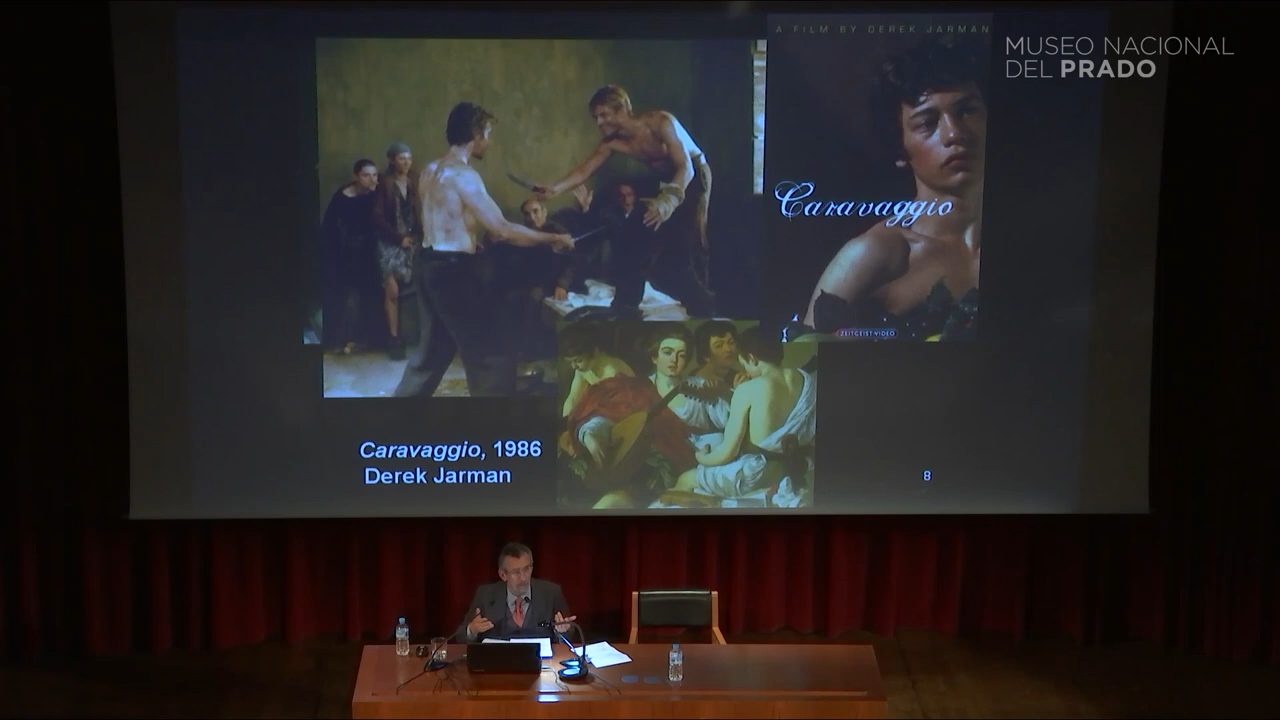 A FILM BY DEREK JARMAN
MUSEO NACIONAL
DEL PRADO
Caravaggio
ZEITGEIST VIDEO
Caravaggio, 1986
Derek Jarman
8